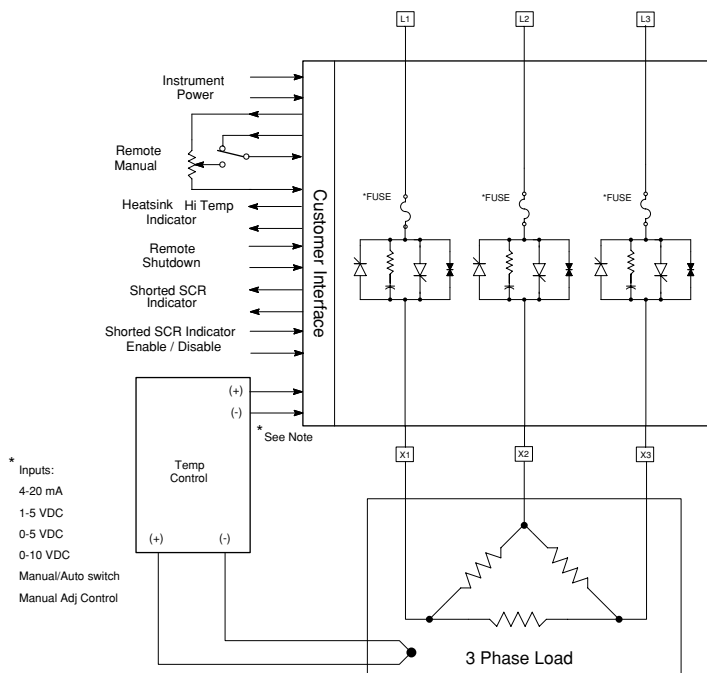 L1
L2
L3
Instrument
Power
Remote
Manual
Heatsink Hi Temp
Indicator
Remote
Shutdown
Shorted SCR
Indicator
Shorted SCR Indicator
Enable / Disable
Customer Interface
*FUSE
*FUSE
*FUSE
(+)
(-)
* See Note
Temp
Control
(+)
(-)
X1
X2
X3
* Inputs:
4-20 mA
1-5 VDC
0-5 VDC
0-10 VDC
Manual/Auto switch
Manual Adj Control
3 Phase Load